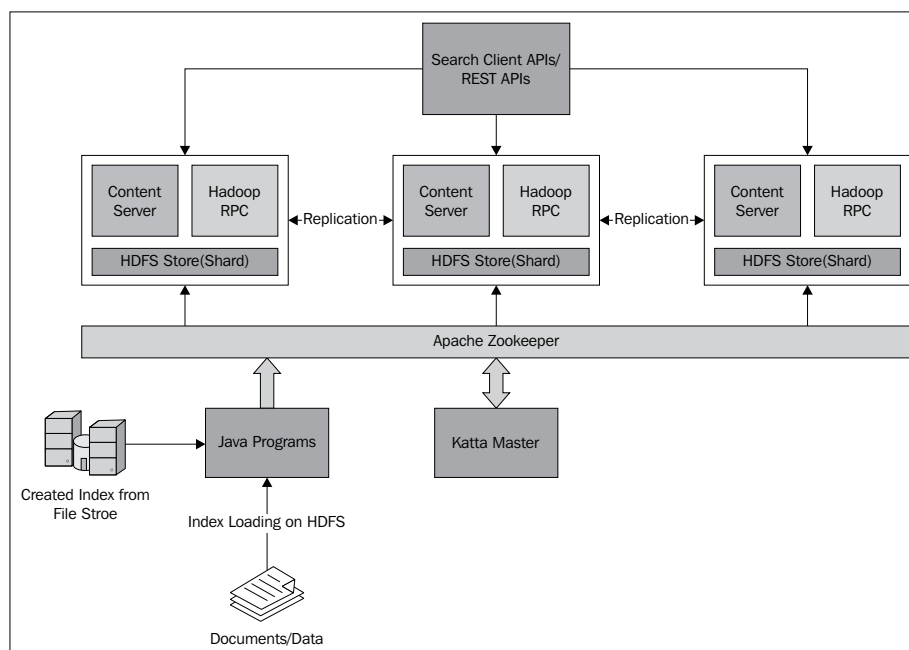 Search Client APIs/
REST APIs
Content
Server
Hadoop
RPC
HDFS Store(Shard)
Replication
Content
Server
Hadoop
RPC
HDFS Store(Shard)
Replication
Content
Server
Hadoop
RPC
HDFS Store(Shard)
Apache Zookeeper
Java Programs
Katta Master
Created Index from
File Stroe
Index Loading on HDFS
Documents/Data